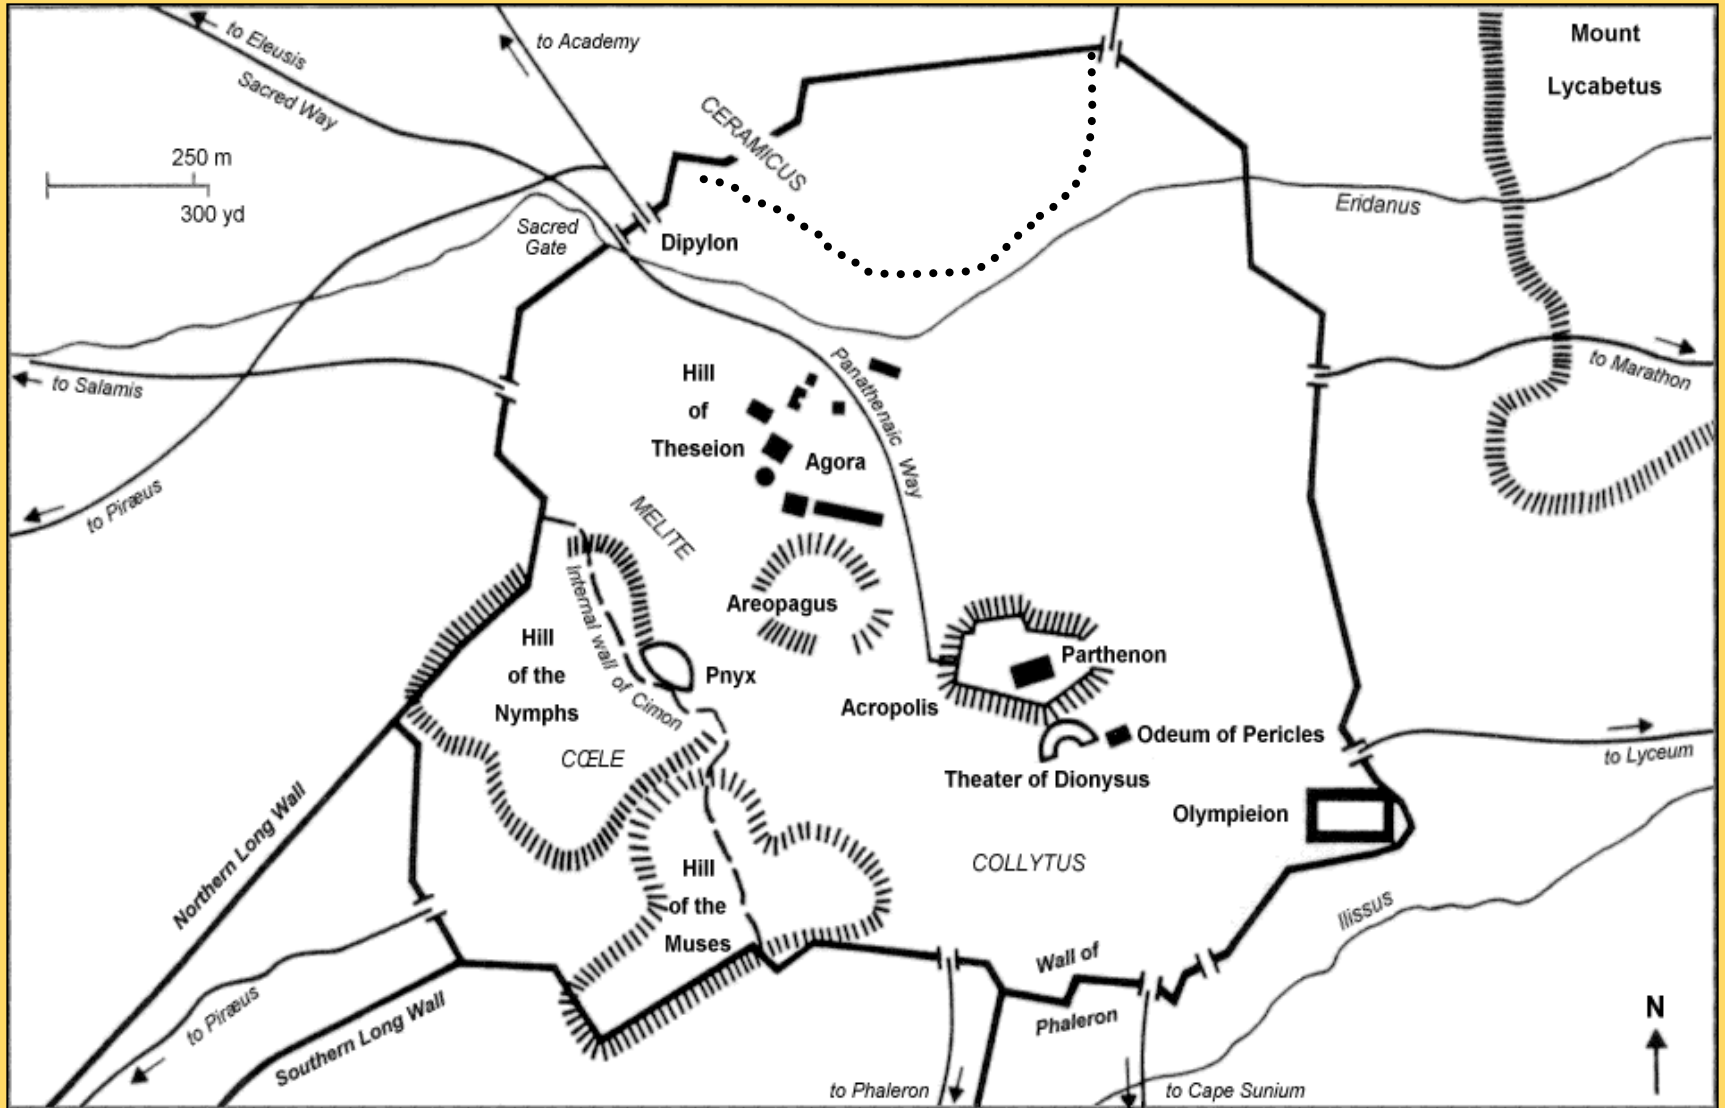 to Eleusis
Sacred Way
to Academy
CERAMICUS
Mount
Lycabetus
250 m
300 yd
Sacred
Gate
Dipylon
Eridanus
to Salamis
to Marathon
Hill
of
Theseion
Panathenaic Way
Agora
to Piræus
MELITE
Areopagus
Internal wall of Cimon
Hill
of the
Nymphs
Pnyx
Parthenon
Acropolis
Odeum of Pericles
Theater of Dionysus
to Lyceum
CŒLE
Olympieion
Northern Long Wall
COLLYTUS
Hill
of the
Muses
Ilissus
Wall of
Phaleron
to Piræus
Southern Long Wall
to Phaleron
to Cape Sunium
N